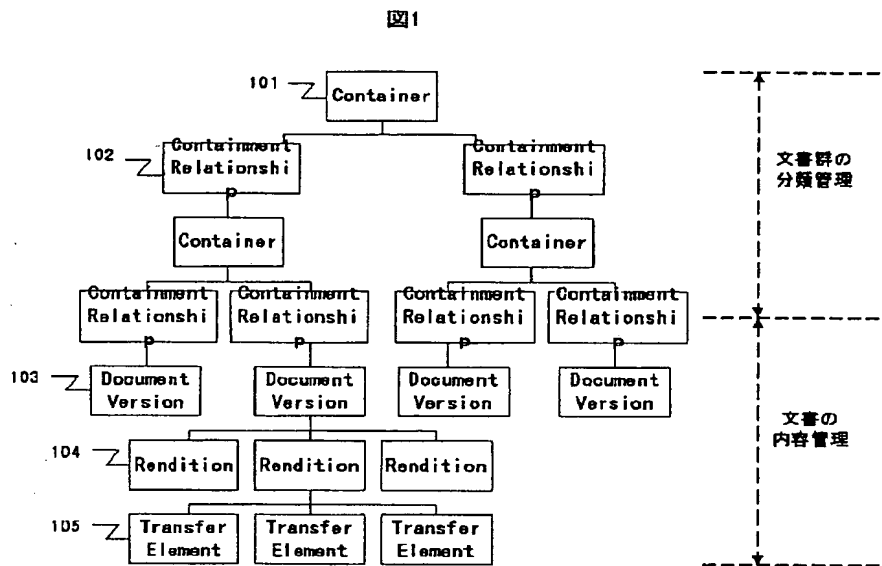 図1
101
Container
102
Containment
Relationshi
p
Containment
Relationshi
p
文書群の
分類管理
Container
Container
Containment
Relationshi
p
Containment
Relationshi
p
Containment
Relationshi
p
Containment
Relationshi
p
103
Document
Version
Document
Version
Document
Version
Document
Version
文書の
内容管理
104
Rendition
Rendition
Rendition
105
Transfer
Element
Transfer
Element
Transfer
Element